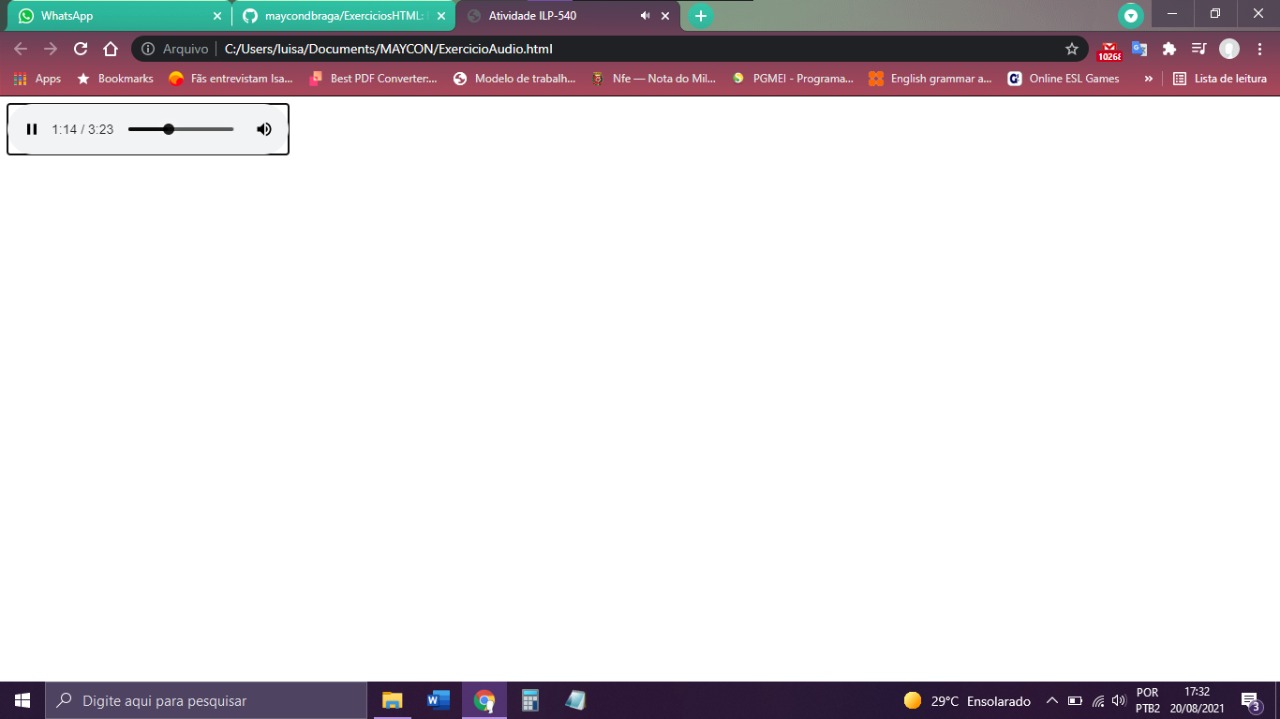 WhatsApp
maycondbraga/ExerciciosHTML:
Atividade ILP-540
Arquivo
C:/Users/luisa/Documents/MAYCON/ExercicioAudio.html
10268
Apps
Bookmarks
Fãs entrevistam Isa...
Best PDF Converter:...
Modelo de trabalh...
Nfe — Nota do Mil...
PGMEI - Programa...
English grammar a...
Online ESL Games
»
Lista de leitura
1:14 / 3:23
Digite aqui para pesquisar
29°C Ensolarado
POR
PTB2
17:32
20/08/2021
3